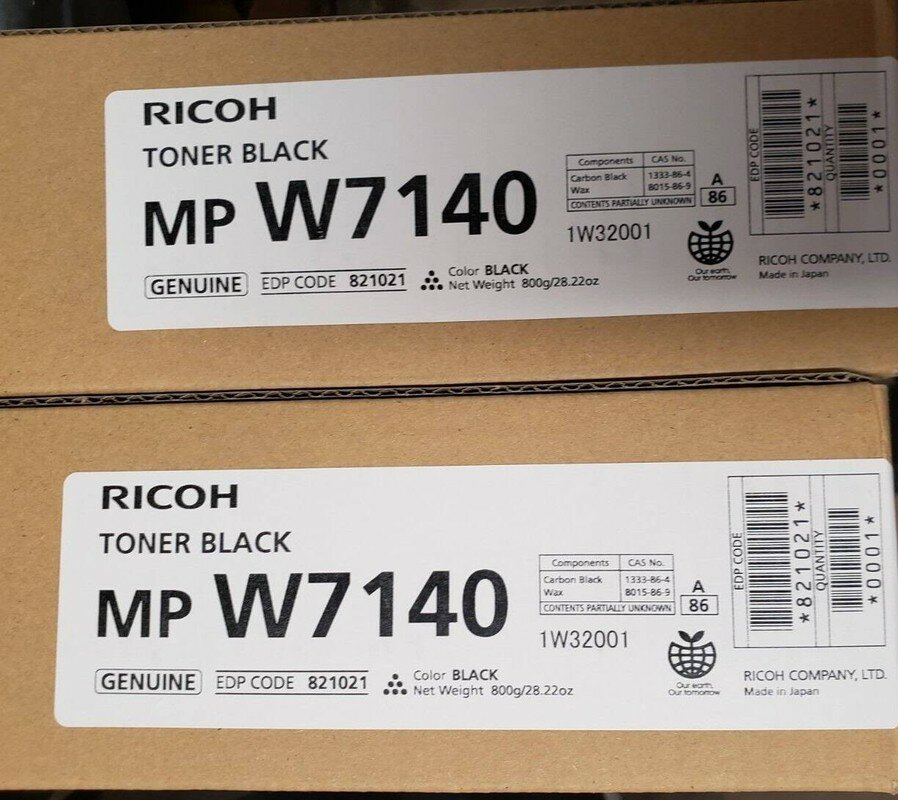 RICOH
TONER BLACK
MP W7140
GENUINE EDP CODE 821021
Color BLACK
Net Weight 800g/28.22oz
Components CAS No.
Carbon Black 1333-86-4
Wax 8015-86-9
CONTENTS PARTIALLY UNKNOWN
A
86
1W32001
Our earth,
Our tomorrow
EDP CODE
*821021*
QUANTITY
*0001*
RICOH COMPANY, LTD.
Made in Japan
RICOH
TONER BLACK
MP W7140
GENUINE EDP CODE 821021
Color BLACK
Net Weight 800g/28.22oz
Components CAS No.
Carbon Black 1333-86-4
Wax 8015-86-9
CONTENTS PARTIALLY UNKNOWN
A
86
1W32001
Our earth,
Our tomorrow
EDP CODE
*821021*
QUANTITY
*0001*
RICOH COMPANY, LTD.
Made in Japan